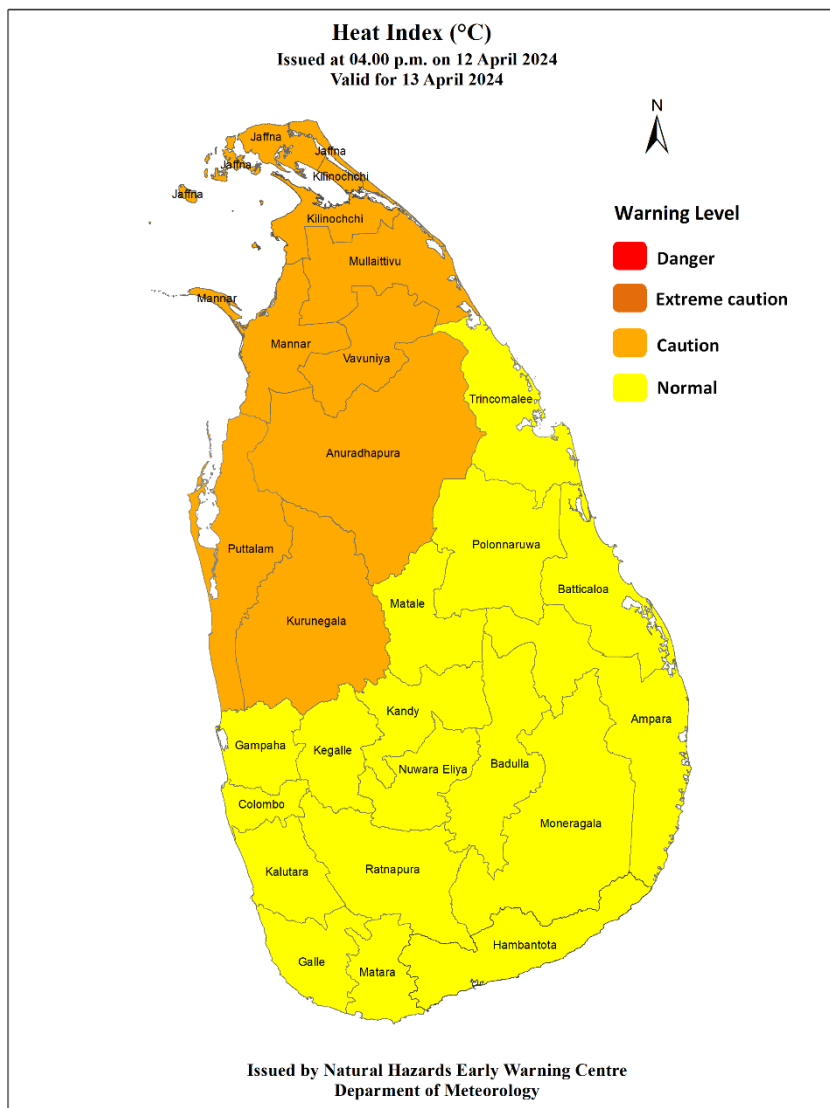 Heat Index (°C)
Issued at 04.00 p.m. on 12 April 2024
Valid for 13 April 2024
N
Jaffna
Jaffna
Jaffna
Kilinochchi
Jaffna
Kilinochchi
Mullaittivu
Mannar
Mannar
Vavuniya
Trincomalee
Anuradhapura
Puttalam
Polonnaruwa
Batticaloa
Matale
Kurunegala
Kandy
Ampara
Gampaha
Kegalle
Nuwara Eliya
Badulla
Colombo
Moneragala
Kalutara
Ratnapura
Hambantota
Galle
Matara
Warning Level
Danger
Extreme caution
Caution
Normal
Issued by Natural Hazards Early Warning Centre
Deparment of Meteorology